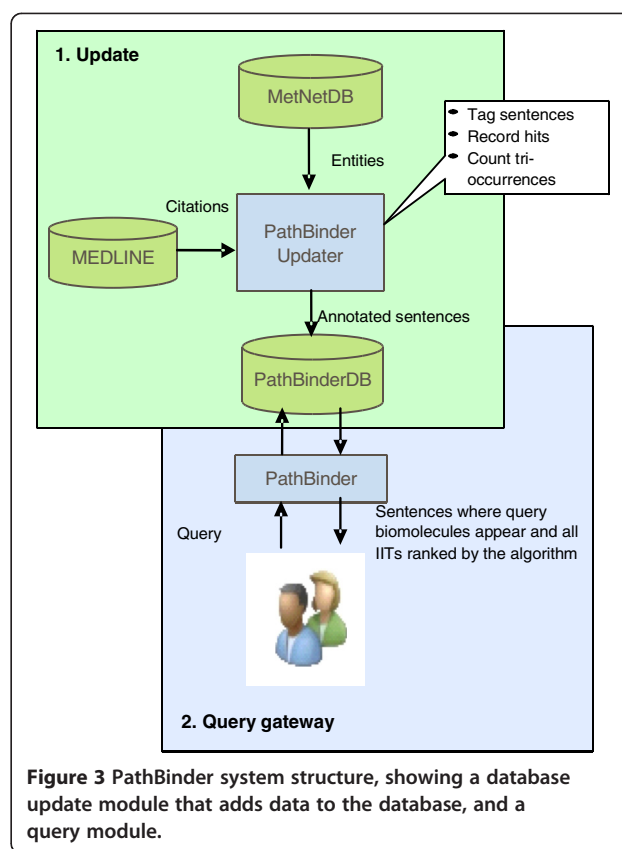 1. Update
MetNetDB
• Tag sentences
• Record hits
• Count tri-
occurrences
Entities
Citations
PathBinder
Updater
MEDLINE
Annotated sentences
PathBinderDB
PathBinder
Query
Sentences where query
biomolecules appear and all
IITs ranked by the algorithm
2. Query gateway
Figure 3 PathBinder system structure, showing a database
update module that adds data to the database, and a
query module.